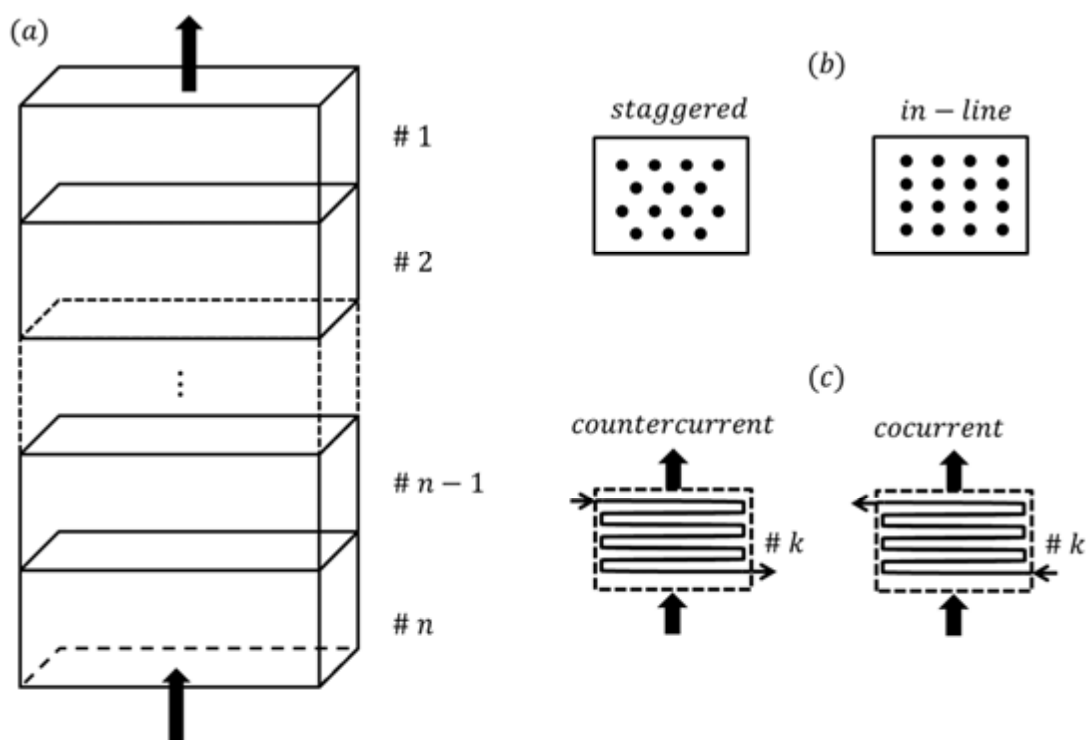 (a)
# 1
# 2
⋮
# n − 1
# n
(b)
staggered
in − line
(c)
countercurrent
cocurrent
# k
# k